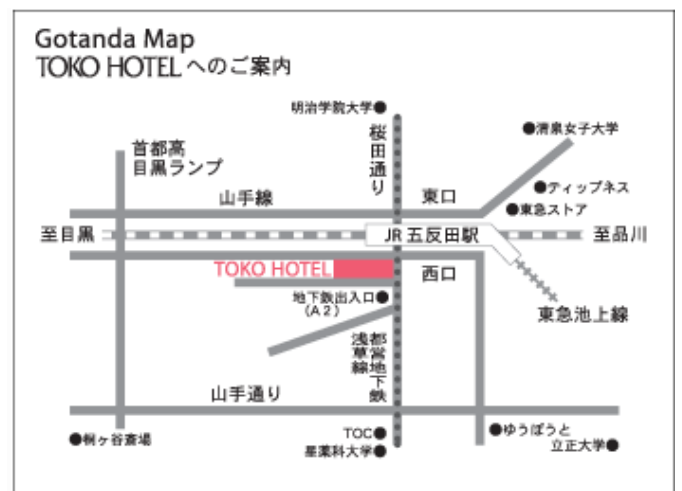 Gotanda Map
TOKO HOTEL へのご案内
明治学院大学●
桜田通り
●清泉女子大学
首都高
目黒ランプ
●ティップネス
山手線
東口
●東急ストア
至目黒
JR 五反田駅
至品川
TOKO HOTEL
西口
地下鉄出入口●
(A2)
東急池上線
都営地下鉄
浅草線
山手通り
●桐ヶ谷斎場
TOC●
星薬科大学●
●ゆうぽうと
立正大学●